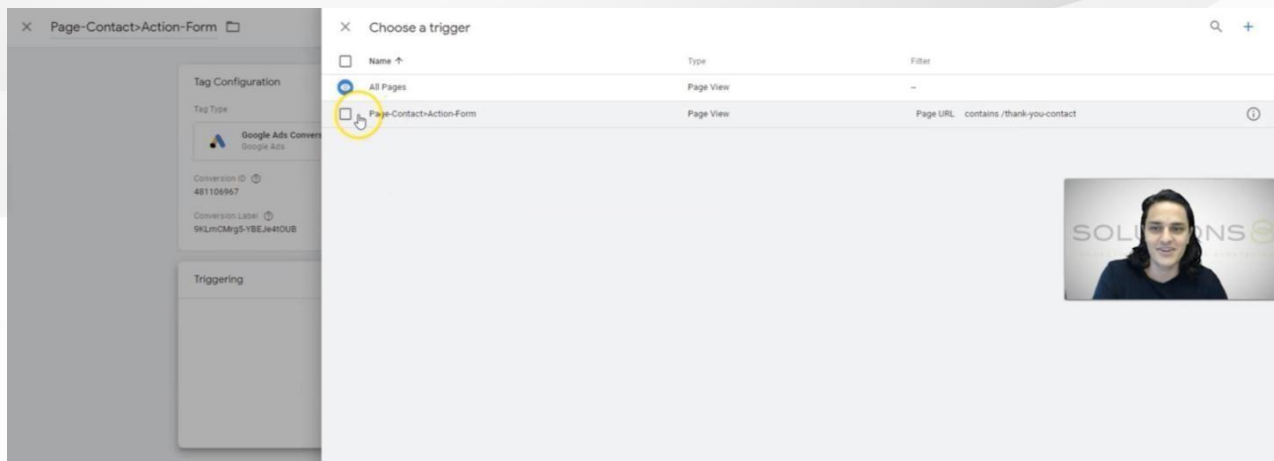 Page-Contact>Action-Form
Choose a trigger
Name
Type
Filter
Tag Configuration
All Pages
Page View
–
Tag Type
Page-Contact>Action-Form
Page View
Page URL contains /thank-you-contact
Google Ads Convers
Google Ads
Conversion ID
481106967
Conversion Label
9KLmCMrg5-YBEJe4tOUB
Triggering
SOLU ONS 8